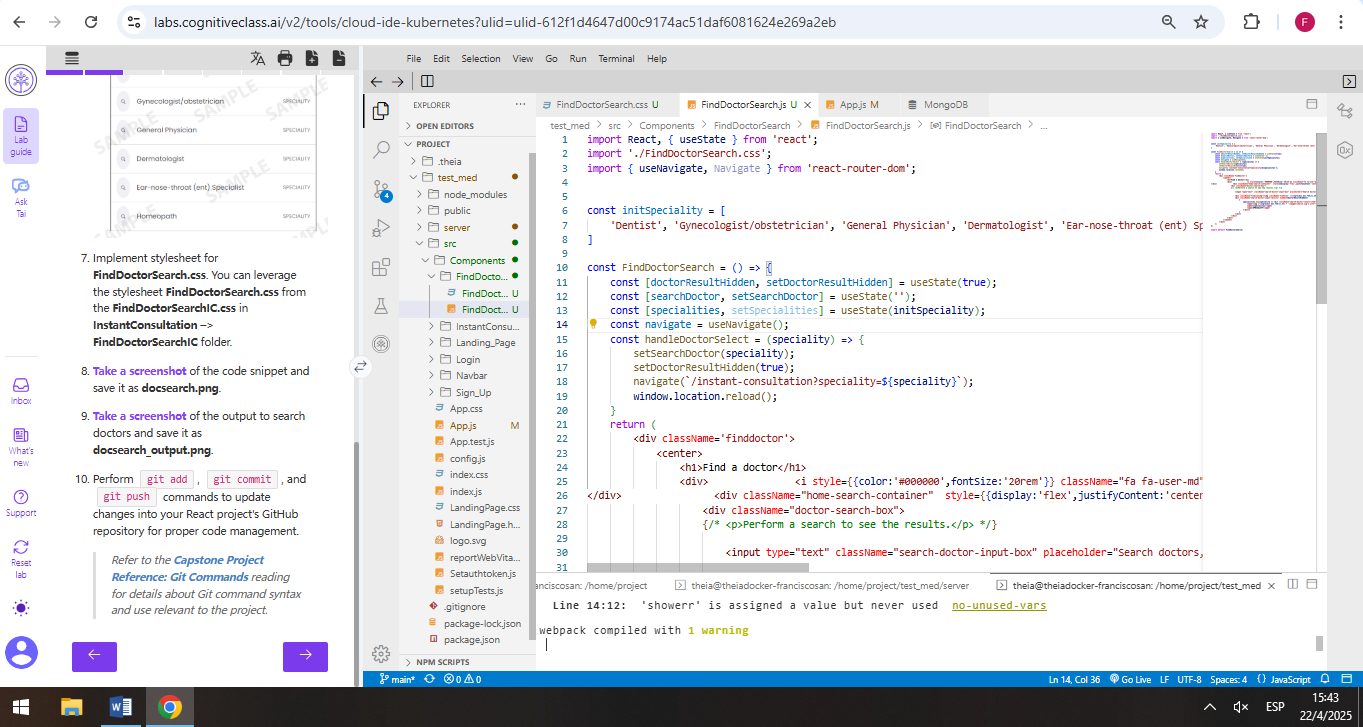 labs.cognitiveclass.ai/v2/tools/cloud-ide-kubernetes?ulid=ulid-612f1d4647d00c9174ac51daf6081624e269a2eb
F
Lab
guide
Ask
Tai
Inbox
What's
new
Support
Reset
lab
Gynecologist/obstetrician SPECIALITY
General Physician SPECIALITY
Dermatologist SPECIALITY
Ear-nose-throat (ent) Specialist SPECIALITY
Homeopath SPECIALITY
SAMPLE SAMPLE
SAMPLE SAMPLE
7. Implement stylesheet for
FindDoctorSearch.css. You can leverage
the stylesheet FindDoctorSearch.css from
the FindDoctorSearchIC.css in
InstantConsultation –>
FindDoctorSearchIC folder.
8. Take a screenshot of the code snippet and
save it as docsearch.png.
9. Take a screenshot of the output to search
doctors and save it as
docsearch_output.png.
10. Perform git add , git commit , and
git push commands to update
changes into your React project's GitHub
repository for proper code management.
Refer to the Capstone Project
Reference: Git Commands reading
for details about Git command syntax
and use relevant to the project.
File Edit Selection View Go Run Terminal Help
EXPLORER ...
OPEN EDITORS
PROJECT
.theia
test_med
node_modules
public
server
src
Components
FindDocto...
FindDoct... U
FindDoct... U
InstantConsu...
Landing_Page
Login
Navbar
Sign_Up
App.css
App.js M
App.test.js
config.js
index.css
index.js
LandingPage.css
LandingPage.h...
logo.svg
reportWebVita...
Setauthtoken.js
setupTests.js
.gitignore
package-lock.json
package.json
NPM SCRIPTS
4
FindDoctorSearch.css U FindDoctorSearch.js U App.js M MongoDB
test_med > src > Components > FindDoctorSearch > FindDoctorSearch.js > FindDoctorSearch > ...
1 import React, { useState } from 'react';
2 import './FindDoctorSearch.css';
3 import { useNavigate, Navigate } from 'react-router-dom';
4
5
6 const initSpeciality = [
7 'Dentist', 'Gynecologist/obstetrician', 'General Physician', 'Dermatologist', 'Ear-nose-throat (ent) Sp
8 ]
9
10 const FindDoctorSearch = () => {
11 const [doctorResultHidden, setDoctorResultHidden] = useState(true);
12 const [searchDoctor, setSearchDoctor] = useState('');
13 const [specialities, setSpecialities] = useState(initSpeciality);
14 const navigate = useNavigate();
15 const handleDoctorSelect = (speciality) => {
16 setSearchDoctor(speciality);
17 setDoctorResultHidden(true);
18 navigate(`/instant-consultation?speciality=${speciality}`);
19 window.location.reload();
20 }
21 return (
22 <div className='finddoctor'>
23 <center>
24 <h1>Find a doctor</h1>
25 <div> <i style={{color:'#000000',fontSize:'20rem'}} className="fa fa-user-md"
26 </div> <div className="home-search-container" style={{display:'flex',justifyContent:'center
27 <div className="doctor-search-box">
28 {/* <p>Perform a search to see the results.</p> */}
29
30 <input type="text" className="search-doctor-input-box" placeholder="Search doctors,
31
anciscosan: /home/project theia@theiadocker-franciscosan: /home/project/test_med/server theia@theiadocker-franciscosan: /home/project/test_med
Line 14:12: 'showerr' is assigned a value but never used no-unused-vars
webpack compiled with 1 warning
main* 0 0 Ln 14, Col 36 Go Live LF UTF-8 Spaces: 4 JavaScript
ESP
15:43
22/4/2025